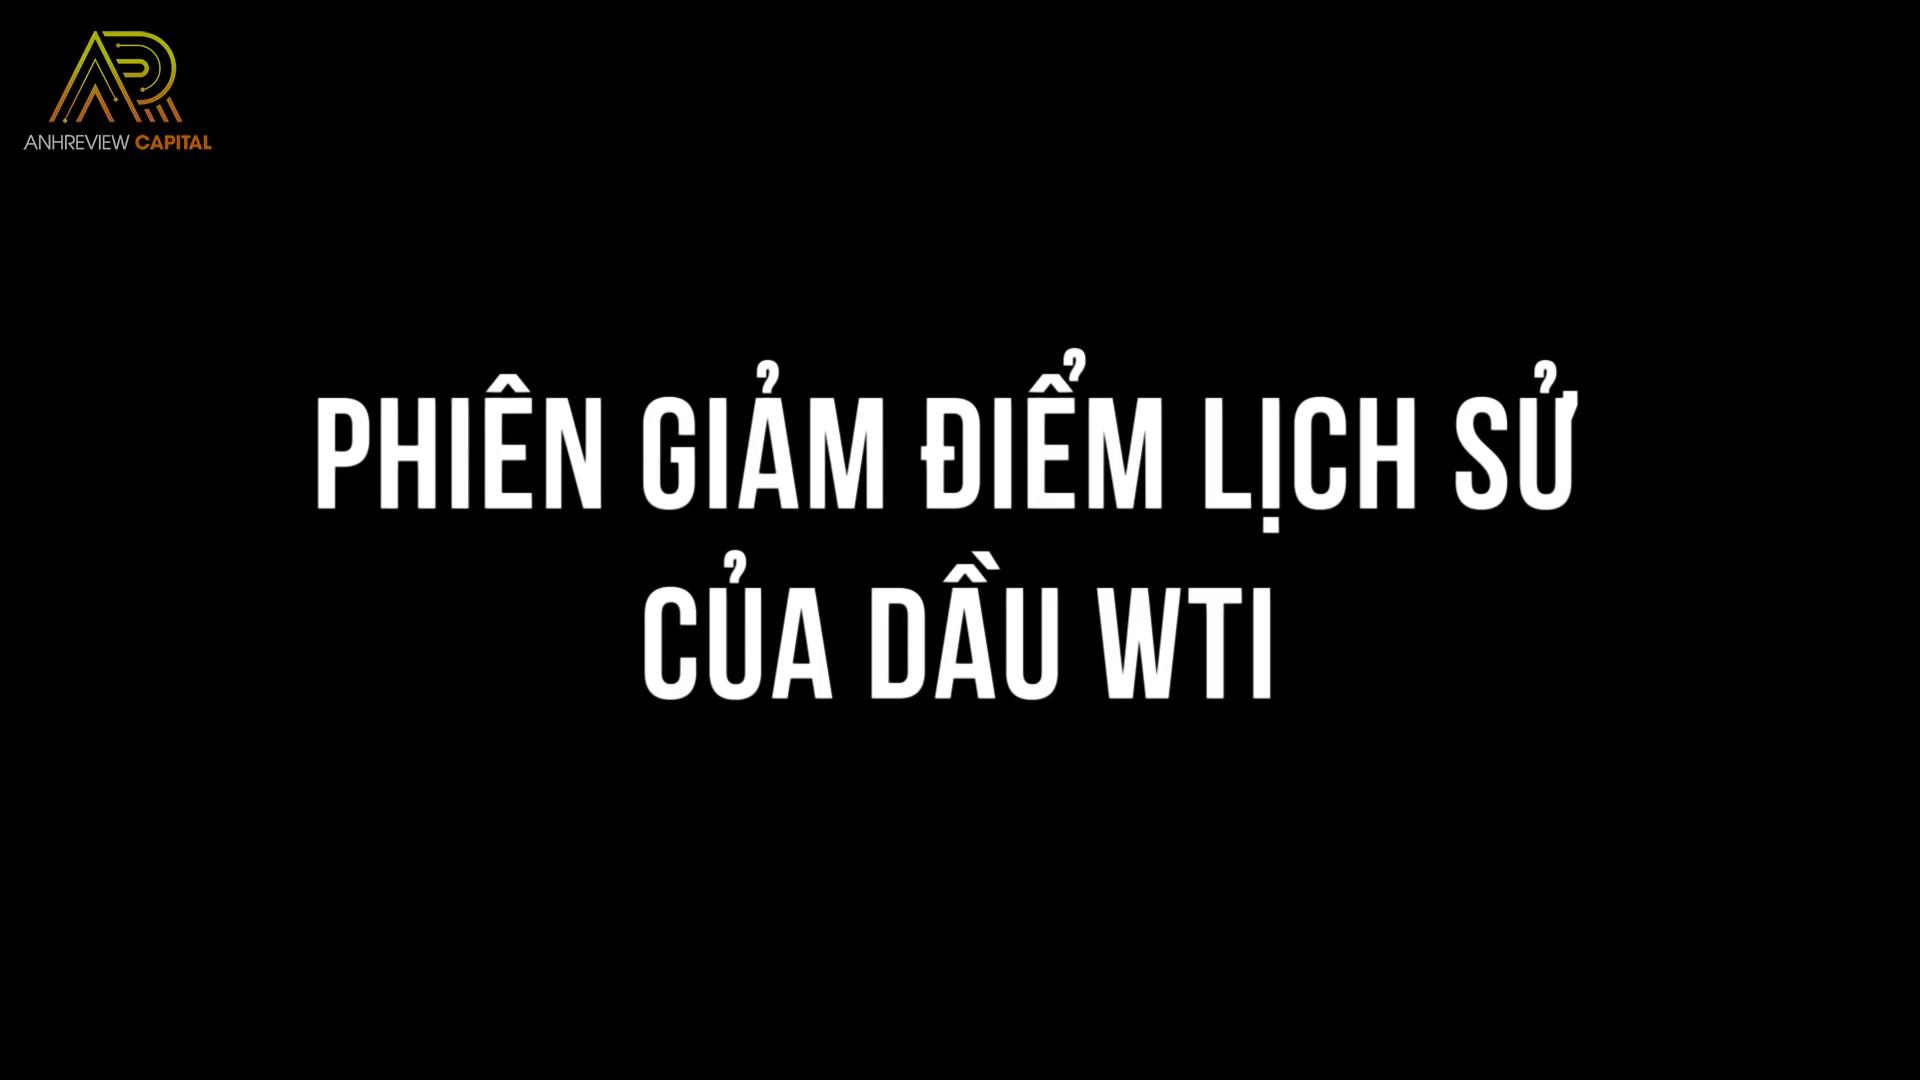 ANHREVIEW CAPITAL
PHIÊN GIẢM ĐIỂM LỊCH SỬ
CỦA DẦU WTI